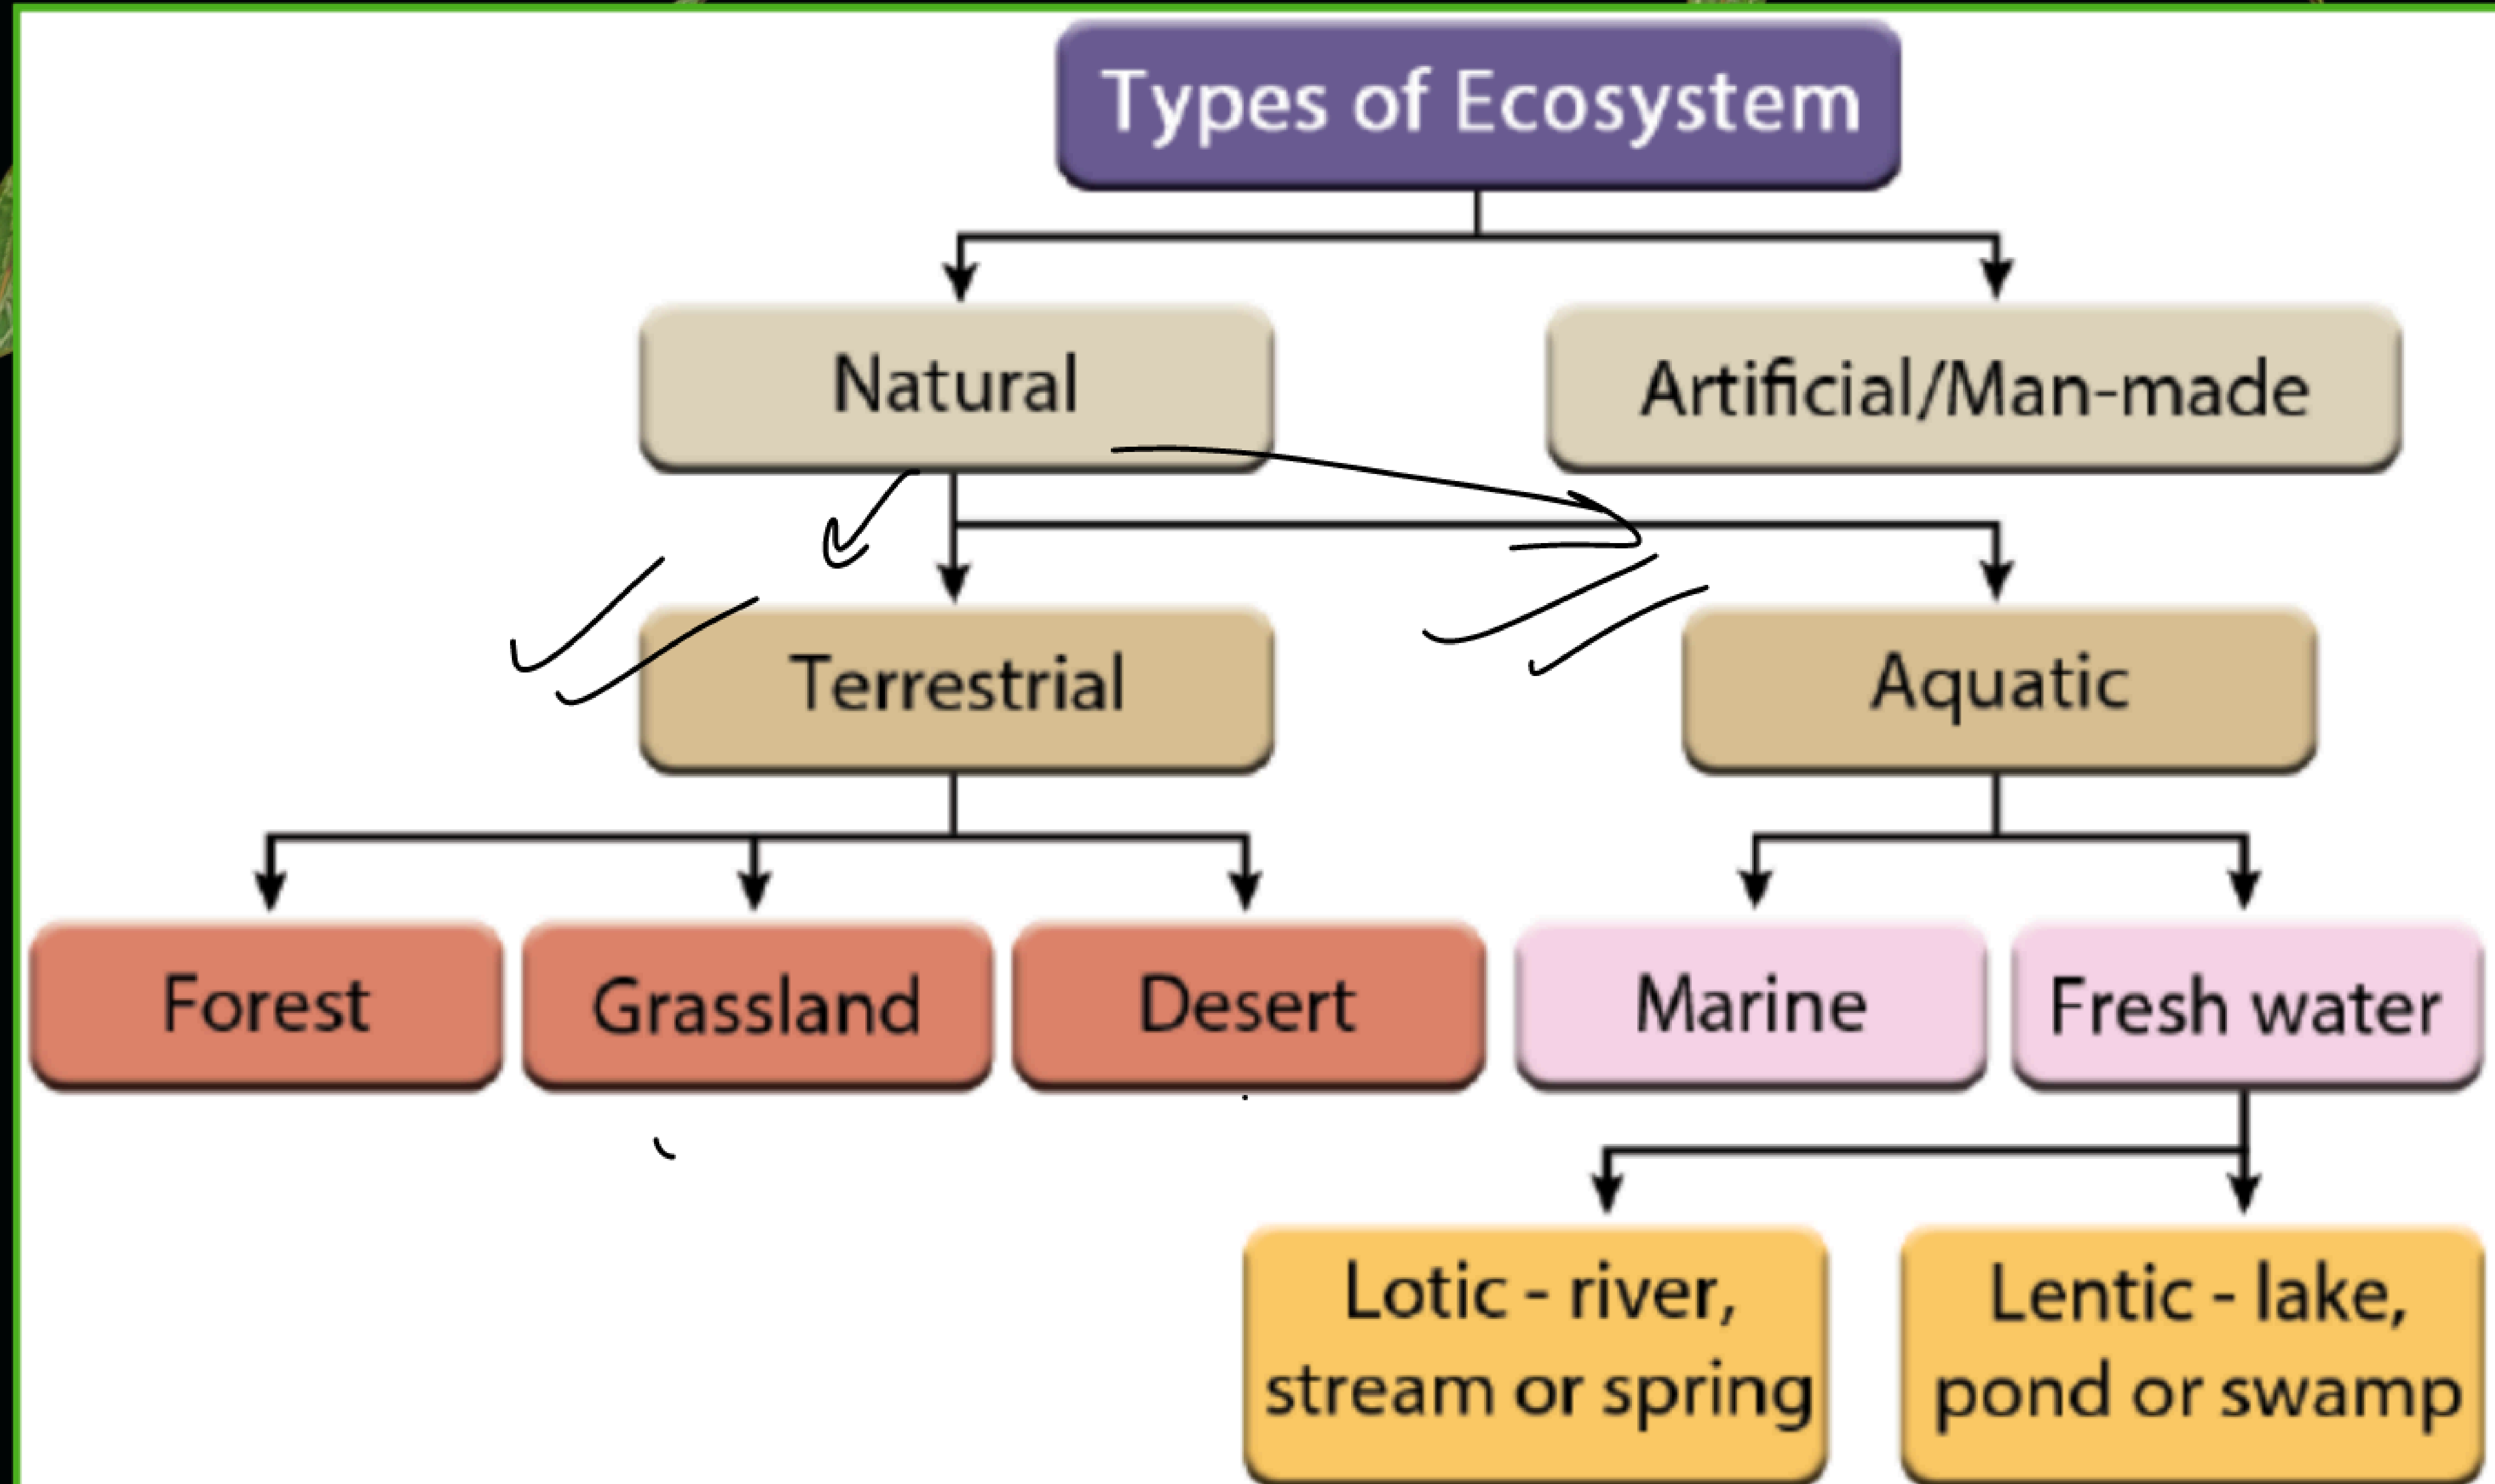 Types of Ecosystem
Natural
Artificial/Man-made
Terrestrial
Aquatic
Forest
Grassland
Desert
Marine
Fresh water
Lotic - river,
stream or spring
Lentic - lake,
pond or swamp